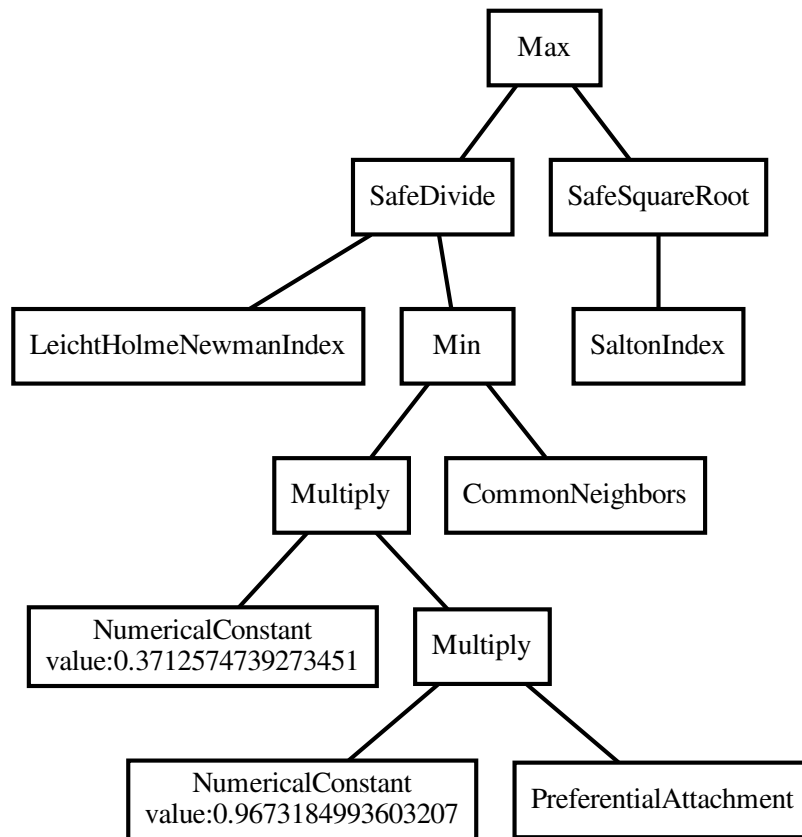 Max
SafeDivide
SafeSquareRoot
LeichtHolmeNewmanIndex
Min
SaltonIndex
Multiply
CommonNeighbors
NumericalConstant
value:0.3712574739273451
Multiply
NumericalConstant
value:0.9673184993603207
PreferentialAttachment